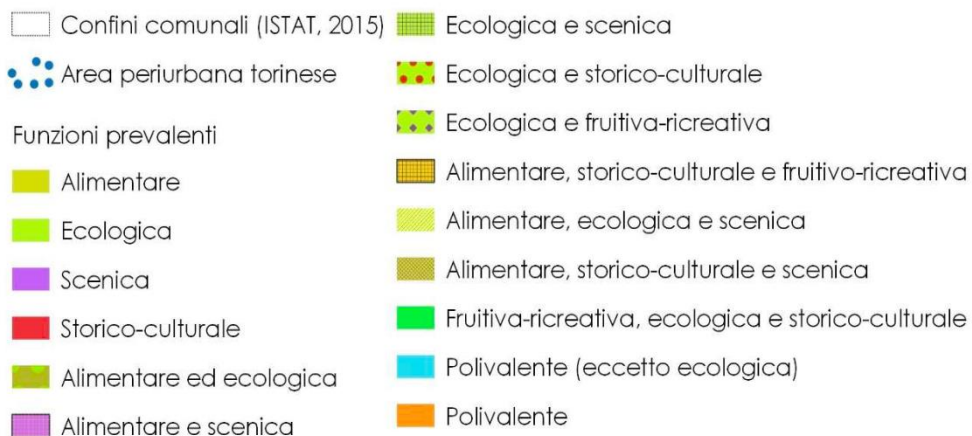 Confini comunali (ISTAT, 2015)
Area periurbana torinese
Funzioni prevalenti
Alimentare
Ecologica
Scenica
Storico-culturale
Alimentare ed ecologica
Alimentare e scenica
Ecologica e scenica
Ecologica e storico-culturale
Ecologica e fruitiva-ricreativa
Alimentare, storico-culturale e fruitivo-ricreativa
Alimentare, ecologica e scenica
Alimentare, storico-culturale e scenica
Fruitiva-ricreativa, ecologica e storico-culturale
Polivalente (eccetto ecologica)
Polivalente